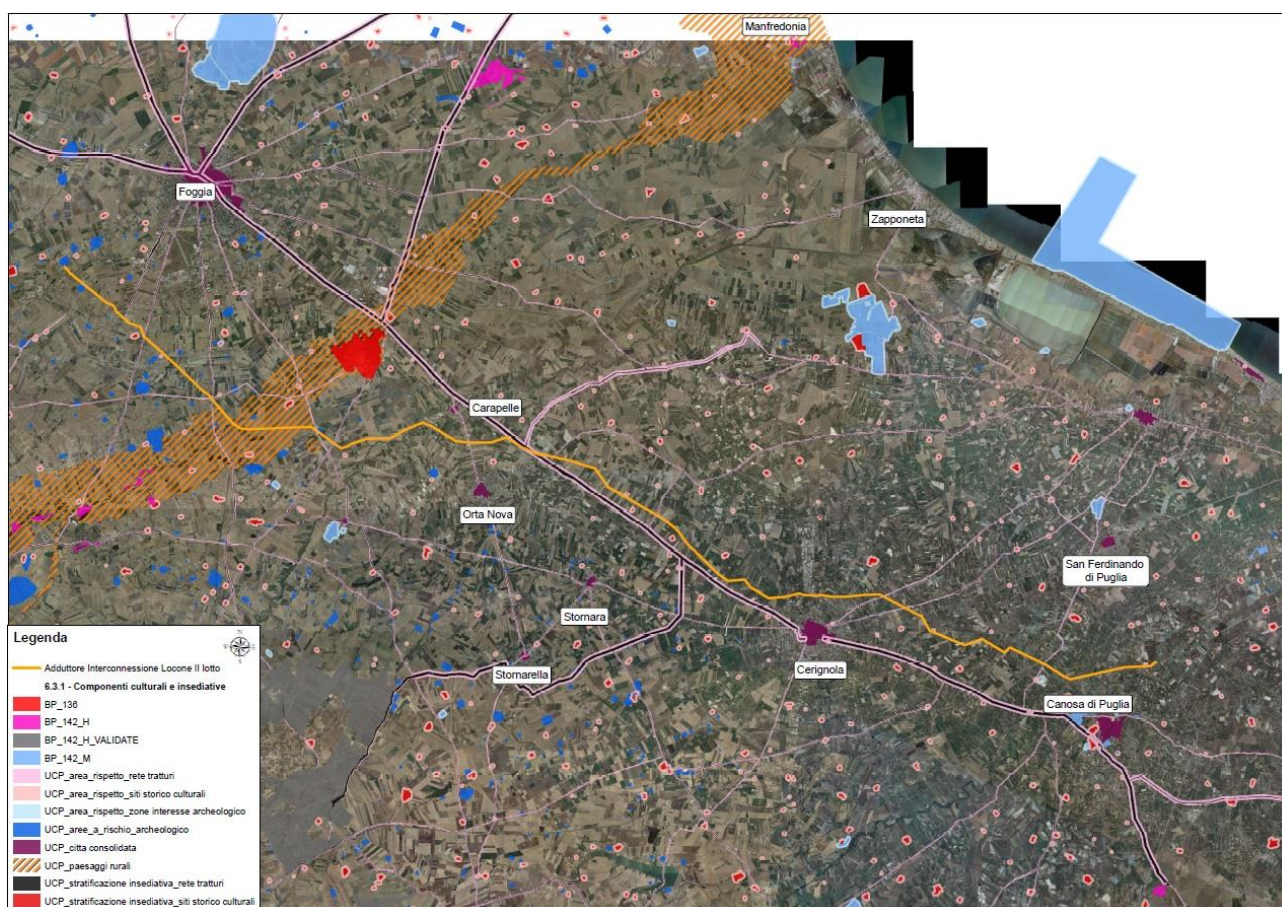 Manfredonia
Foggia
Zapponeta
Carapelle
Orta Nova
San Ferdinando
di Puglia
Stornara
Cerignola
Stornarella
Canosa di Puglia
Legenda
Adduttore Interconnessione Locone II lotto
6.3.1 - Componenti culturali e insediative
BP_136
BP_142_H
BP_142_H_VALIDATE
BP_142_M
UCP_area_rispetto_rete tratturi
UCP_area_rispetto_siti storico culturali
UCP_area_rispetto_zone interesse archeologico
UCP_aree_a_rischio_archeologico
UCP_citta consolidata
UCP_paesaggi rurali
UCP_stratificazione insediativa_rete tratturi
UCP_stratificazione insediativa_siti storico culturali